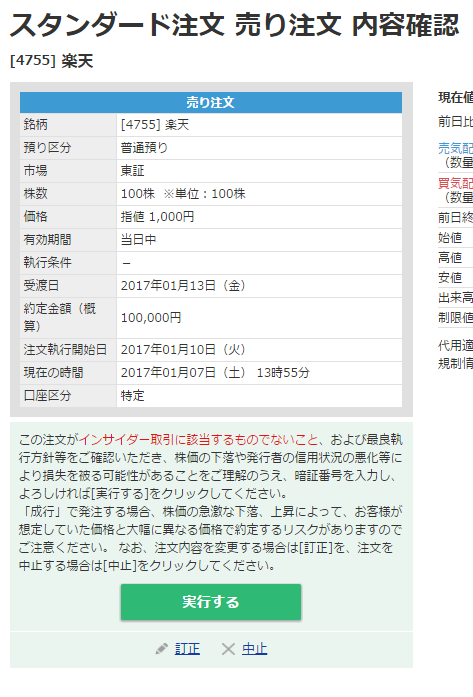 スタンダード注文 売り注文 内容確認
[4755] 楽天
売り注文
銘柄 [4755] 楽天
預り区分 普通預り
市場 東証
株数 100株 ※単位：100株
価格 指値 1,000円
有効期間 当日中
執行条件 −
受渡日 2017年01月13日（金）
約定金額（概
算） 100,000円
注文執行開始日 2017年01月10日（火）
現在の時間 2017年01月07日（土） 13時55分
口座区分 特定
この注文がインサイダー取引に該当するものでないこと、および最良執
行方針等をご確認いただき、株価の下落や発行者の信用状況の悪化等に
より損失を被る可能性があることをご理解のうえ、暗証番号を入力し、
よろしければ[実行する]をクリックしてください。
「成行」で発注する場合、株価の急激な下落、上昇によって、お客様が
想定していた価格と大幅に異なる価格で約定するリスクがありますので
ご注意ください。 なお、注文内容を変更する場合は[訂正]を、注文を
中止する場合は[中止]をクリックしてください。
実行する
訂正 中止
現在値
前日比
売気配
（数量
買気配
（数量
前日終
始値
高値
安値
出来高
制限値
代用適
規制情